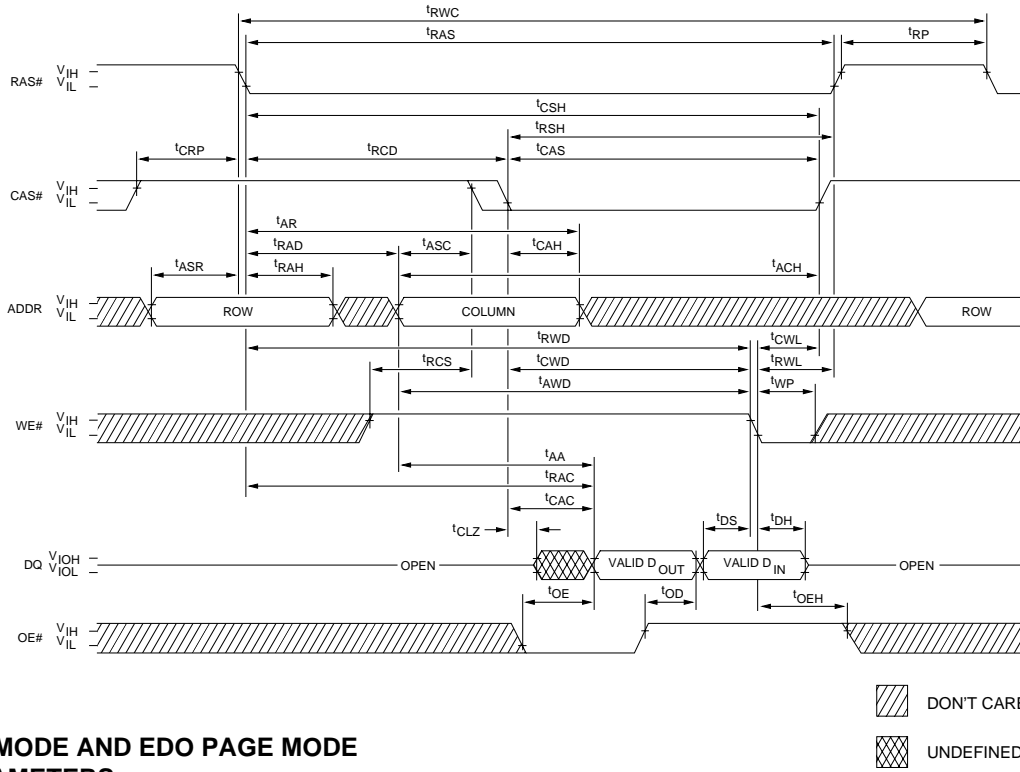 tRWC
tRAS
tRP
RAS# VIH
VIL
tCSH
tRSH
tCRP
tRCD
tCAS
CAS# VIH
VIL
tAR
tRAD
tASC
tCAH
tASR
tRAH
tACH
ADDR VIH
VIL
ROW
COLUMN
ROW
tRWD
tCWL
tRCS
tCWD
tRWL
tAWD
tWP
WE# VIH
VIL
tAA
tRAC
tCAC
tCLZ
tDS
tDH
DQ VIOH
VIOL
OPEN
VALID DOUT
VALID DIN
OPEN
tOE
tOD
tOEH
OE# VIH
VIL
DON'T CARE
MODE AND EDO PAGE MODE
UNDEFINED
AMETERS